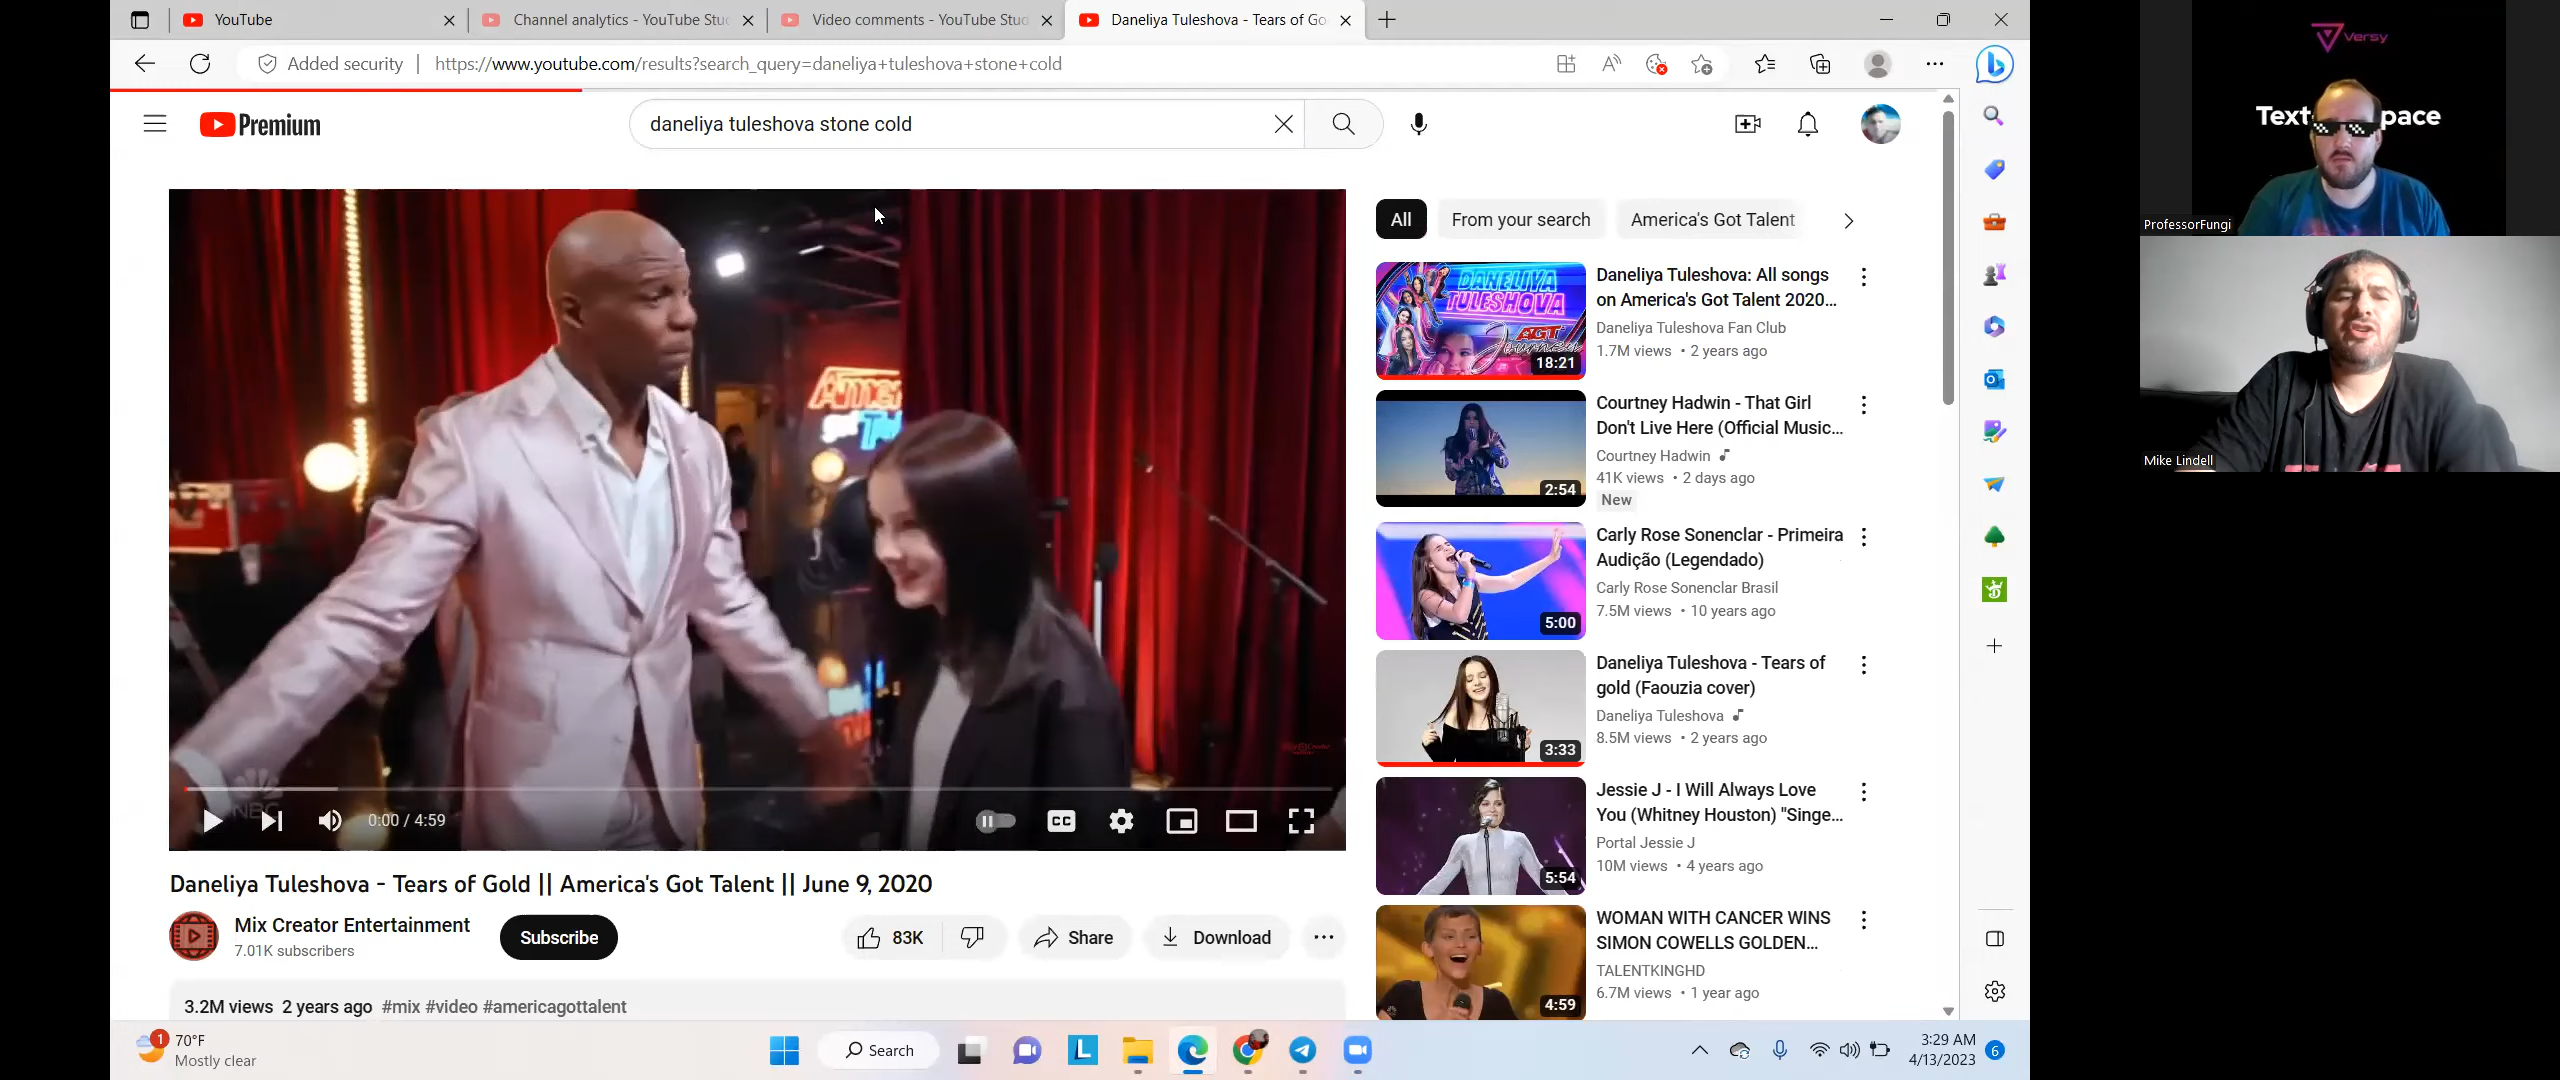 YouTube
Channel analytics - YouTube Stu
Video comments - YouTube Stud
Daneliya Tuleshova - Tears of Go
Added security
https://www.youtube.com/results?search_query=daneliya+tuleshova+stone+cold
Premium
daneliya tuleshova stone cold
All
From your search
America's Got Talent
NBC
0:00 / 4:59
CC
Daneliya Tuleshova - Tears of Gold || America's Got Talent || June 9, 2020
Mix Creator Entertainment
7.01K subscribers
Subscribe
83K
Share
Download
3.2M views 2 years ago #mix #video #americagottalent
DANELIYA
TULESHOVA
AGT
Journey
18:21
Daneliya Tuleshova: All songs
on America's Got Talent 2020...
Daneliya Tuleshova Fan Club
1.7M views • 2 years ago
2:54
Courtney Hadwin - That Girl
Don't Live Here (Official Music...
Courtney Hadwin
41K views • 2 days ago
New
5:00
Carly Rose Sonenclar - Primeira
Audição (Legendado)
Carly Rose Sonenclar Brasil
7.5M views • 10 years ago
3:33
Daneliya Tuleshova - Tears of
gold (Faouzia cover)
Daneliya Tuleshova
8.5M views • 2 years ago
5:54
Jessie J - I Will Always Love
You (Whitney Houston) "Singe...
Portal Jessie J
10M views • 4 years ago
4:59
WOMAN WITH CANCER WINS
SIMON COWELLS GOLDEN...
TALENTKINGHD
6.7M views • 1 year ago
Versy
Text pace
ProfessorFungi
Mike Lindell
1
70°F
Mostly clear
Search
L
3:29 AM
4/13/2023
6